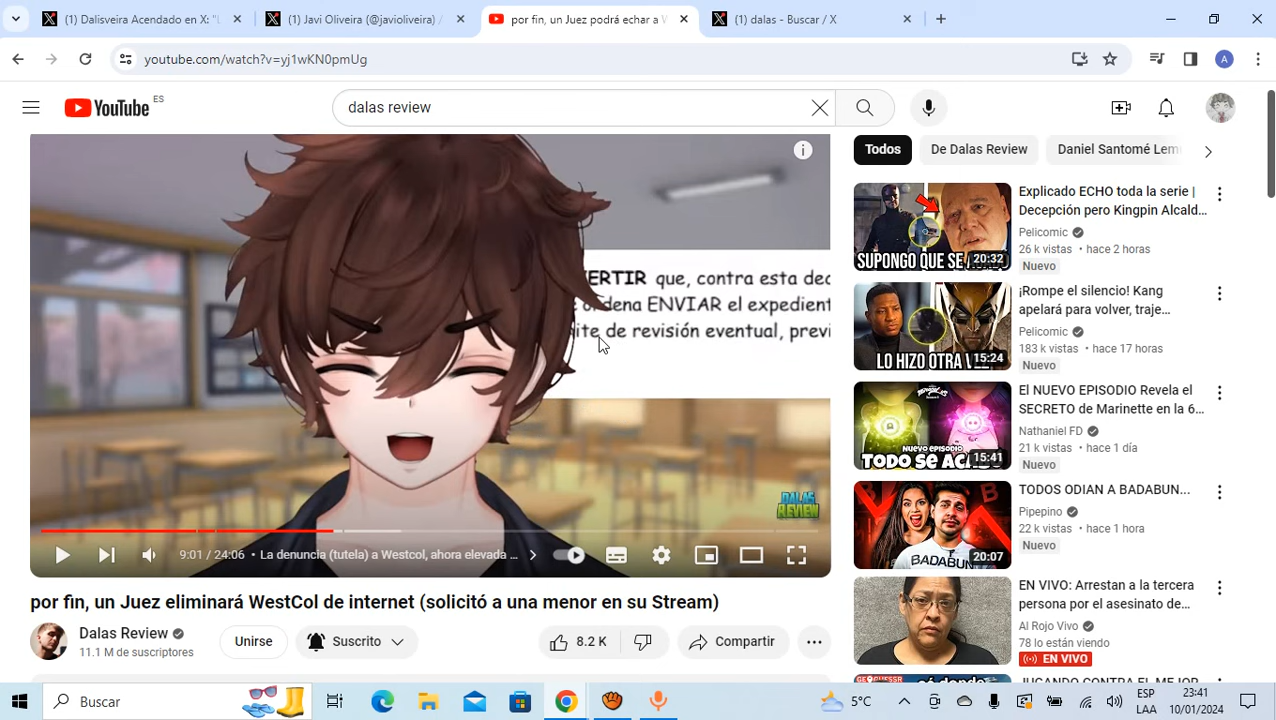 (1) Dalisveira Acendado en X: "L
(1) Javi Oliveira (@javioliveira) /
por fin, un Juez podrá echar a W
(1) dalas - Buscar / X
youtube.com/watch?v=yj1wKN0pmUg
A
YouTube ES
dalas review
VERTIR que, contra esta dec
ordena ENVIAR el expedient
ite de revisión eventual, previ
DALAS
REVIEW
9:01 / 24:06 • La denuncia (tutela) a Westcol, ahora elevada ...
por fin, un Juez eliminará WestCol de internet (solicitó a una menor en su Stream)
Dalas Review
11.1 M de suscriptores
Unirse
Suscrito
8.2 K
Compartir
Todos
De Dalas Review
Daniel Santomé Lem
SUPONGO QUE SE
20:32
Explicado ECHO toda la serie |
Decepción pero Kingpin Alcald...
Pelicomic
26 k vistas • hace 2 horas
Nuevo
LO HIZO OTRA VEZ
15:24
¡Rompe el silencio! Kang
apelará para volver, traje...
Pelicomic
183 k vistas • hace 17 horas
Nuevo
NUEVO EPISODIO
TODO SE
15:41
El NUEVO EPISODIO Revela el
SECRETO de Marinette en la 6...
Nathaniel FD
21 k vistas • hace 1 día
Nuevo
B
BADABUN
20:07
TODOS ODIAN A BADABUN...
Pipepino
22 k vistas • hace 1 hora
Nuevo
EN VIVO: Arrestan a la tercera
persona por el asesinato de...
Al Rojo Vivo
78 lo están viendo
EN VIVO
JUGANDO CONTRA EL MEJOR
Buscar
5°C
ESP
LAA
23:41
10/01/2024